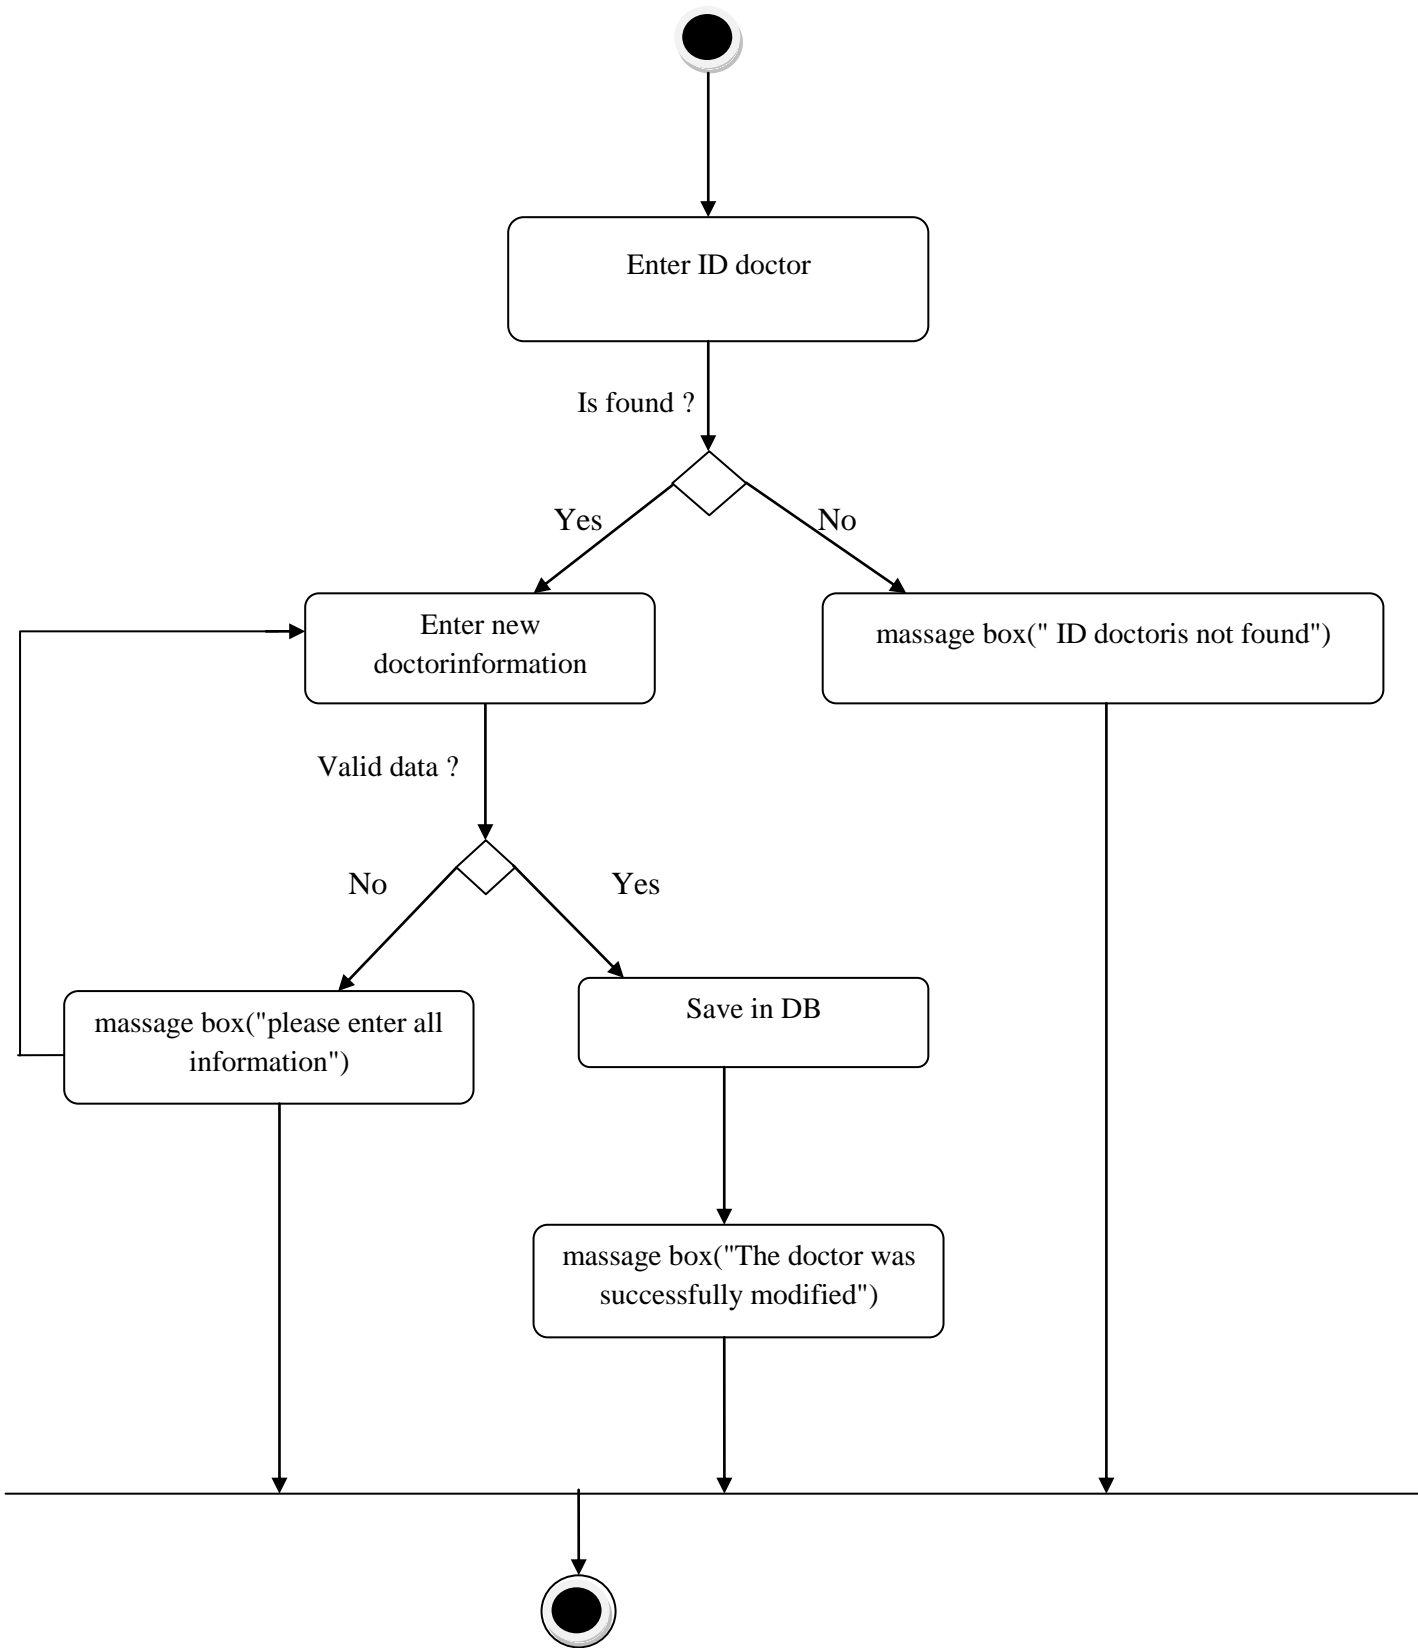 Enter ID doctor
Is found ?
Yes
No
Enter new
doctorinformation
massage box(" ID doctoris not found")
Valid data ?
No
Yes
massage box("please enter all
information")
Save in DB
massage box("The doctor was
successfully modified")